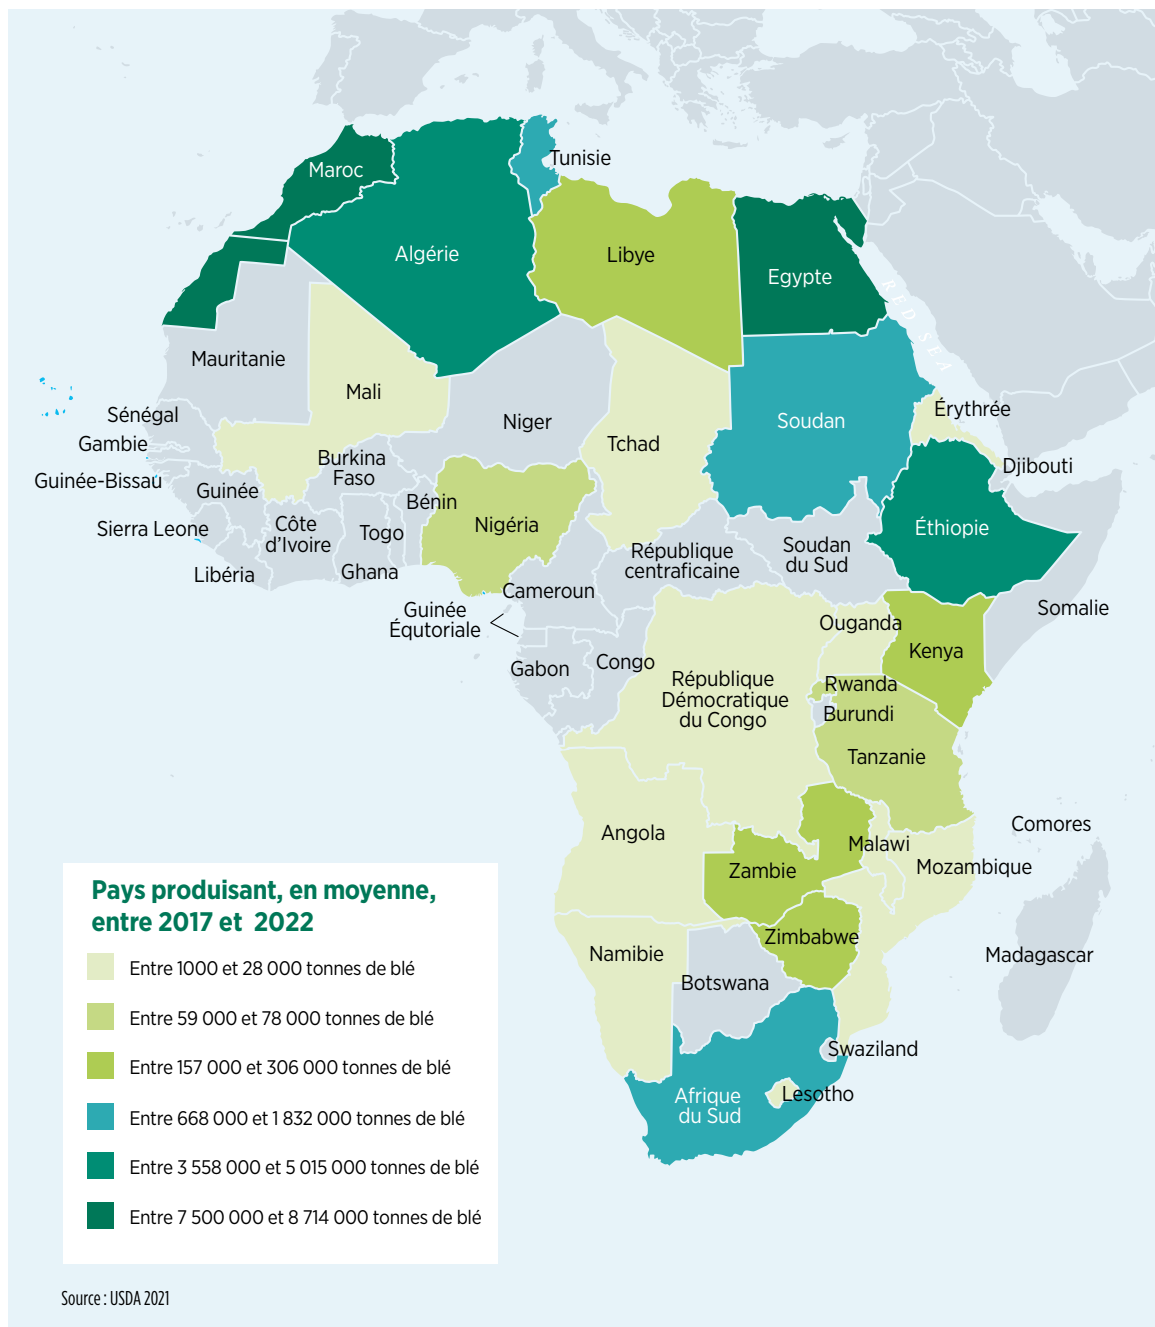 Maroc
Tunisie
Algérie
Libye
Egypte
RED SEA
Mauritanie
Mali
Niger
Tchad
Soudan
Érythrée
Sénégal
Gambie
Guinée-Bissau
Guinée
Burkina
Faso
Djibouti
Bénin
Nigéria
Sierra Leone
Côte
d'Ivoire
Togo
Éthiopie
Libéria
Ghana
République
centraficaine
Soudan
du Sud
Cameroun
Guinée
Équtoriale
Somalie
Ouganda
Kenya
Gabon
Congo
République
Démocratique
du Congo
Rwanda
Burundi
Tanzanie
Angola
Comores
Malawi
Zambie
Mozambique
Zimbabwe
Namibie
Botswana
Madagascar
Swaziland
Afrique
du Sud
Lesotho
Pays produisant, en moyenne,
entre 2017 et  2022
Entre 1000 et 28 000 tonnes de blé
Entre 59 000 et 78 000 tonnes de blé
Entre 157 000 et 306 000 tonnes de blé
Entre 668 000 et 1 832 000 tonnes de blé
Entre 3 558 000 et 5 015 000 tonnes de blé
Entre 7 500 000 et 8 714 000 tonnes de blé
Source : USDA 2021